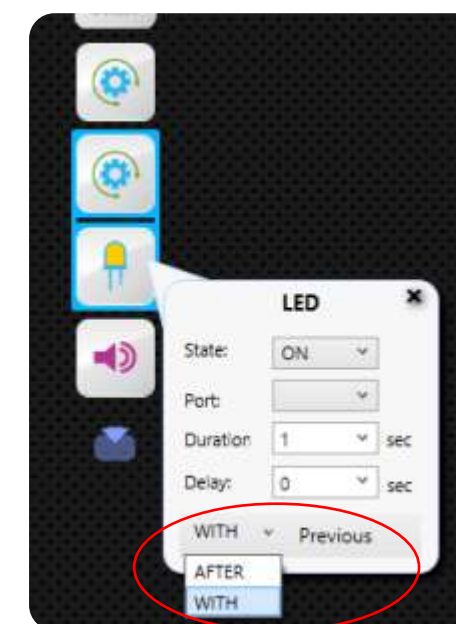 LED
State: ON
Port:
Duration 1 sec
Delay: 0 sec
WITH Previous
AFTER
WITH